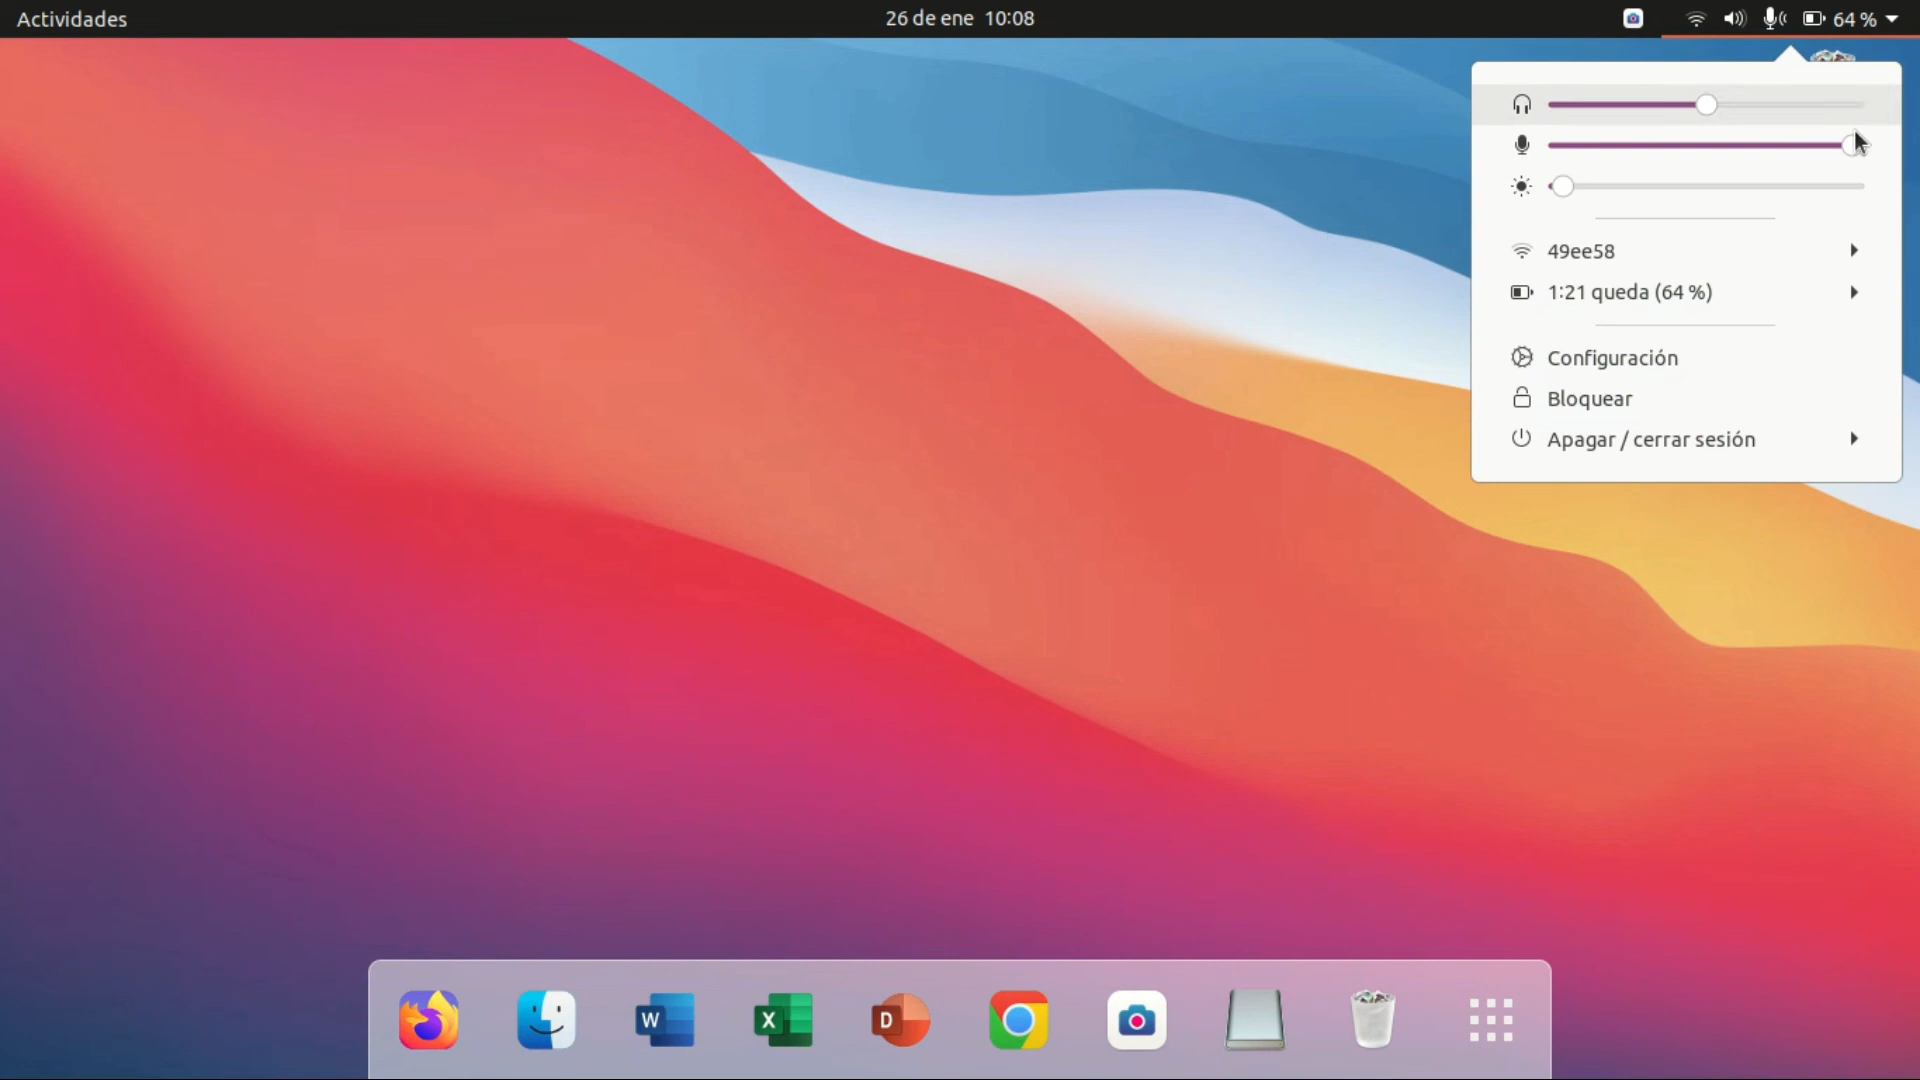 Actividades
26 de ene 10:08
64 %
49ee58
1:21 queda (64 %)
Configuración
Bloquear
Apagar / cerrar sesión
W
X
D